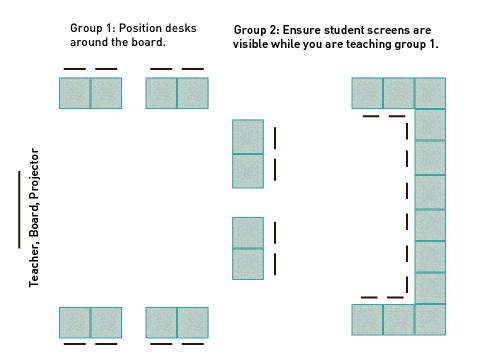 Group 1: Position desks
around the board.
Group 2: Ensure student screens are
visible while you are teaching group 1.
Teacher, Board, Projector